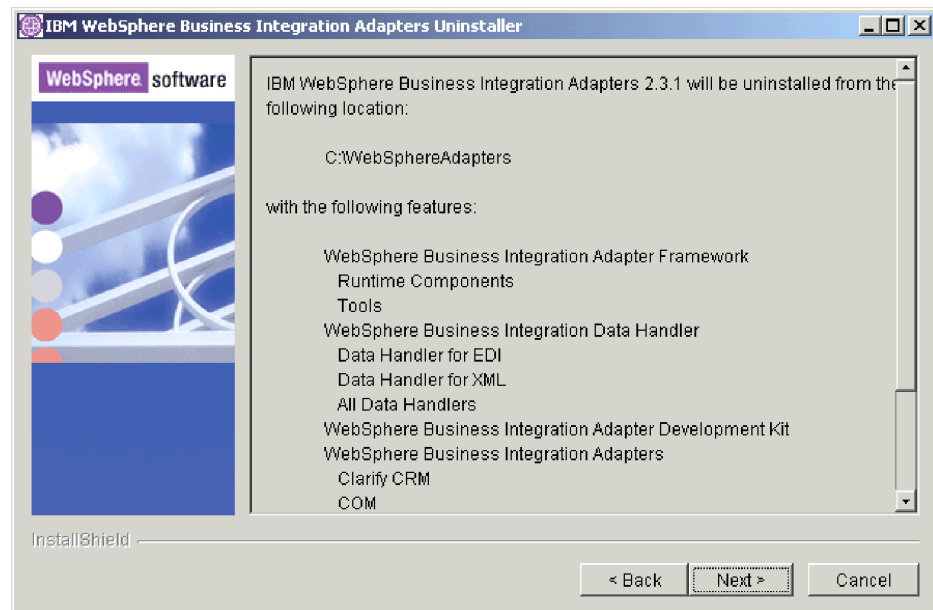 IBM WebSphere Business Integration Adapters Uninstaller
WebSphere software
IBM WebSphere Business Integration Adapters 2.3.1 will be uninstalled from the
following location:
C:\WebSphereAdapters
with the following features:
WebSphere Business Integration Adapter Framework
Runtime Components
Tools
WebSphere Business Integration Data Handler
Data Handler for EDI
Data Handler for XML
All Data Handlers
WebSphere Business Integration Adapter Development Kit
WebSphere Business Integration Adapters
Clarify CRM
COM
InstallShield
< Back
Next >
Cancel